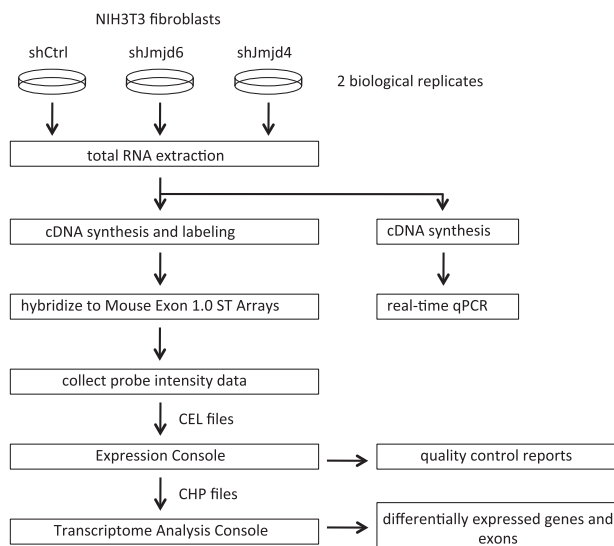 NIH3T3 fibroblasts
shCtrl shJmjd6 shJmjd4
2 biological replicates
total RNA extraction
cDNA synthesis and labeling cDNA synthesis
hybridize to Mouse Exon 1.0 ST Arrays real-time qPCR
collect probe intensity data
CEL files
Expression Console quality control reports
CHP files
Transcriptome Analysis Console differentially expressed genes and
exons